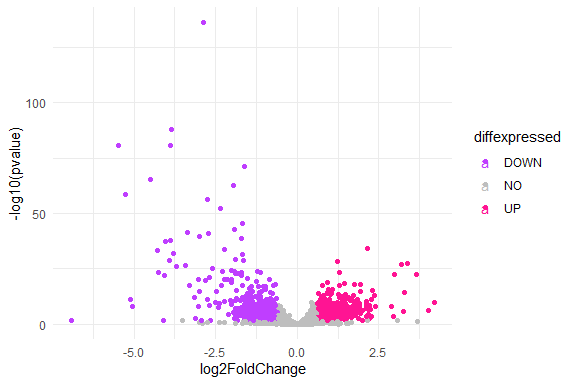 -log10(pvalue)
100
50
0
-5.0
-2.5
0.0
2.5
log2FoldChange
diffexpressed
a DOWN
a NO
a UP